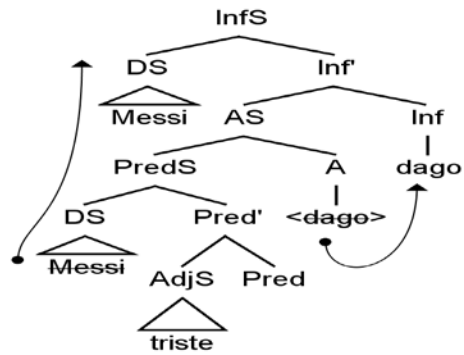 InfS
DS Inf'
Messi AS Inf
dago
PredS A
DS Pred' <dago>
Messi
AdjS Pred
triste